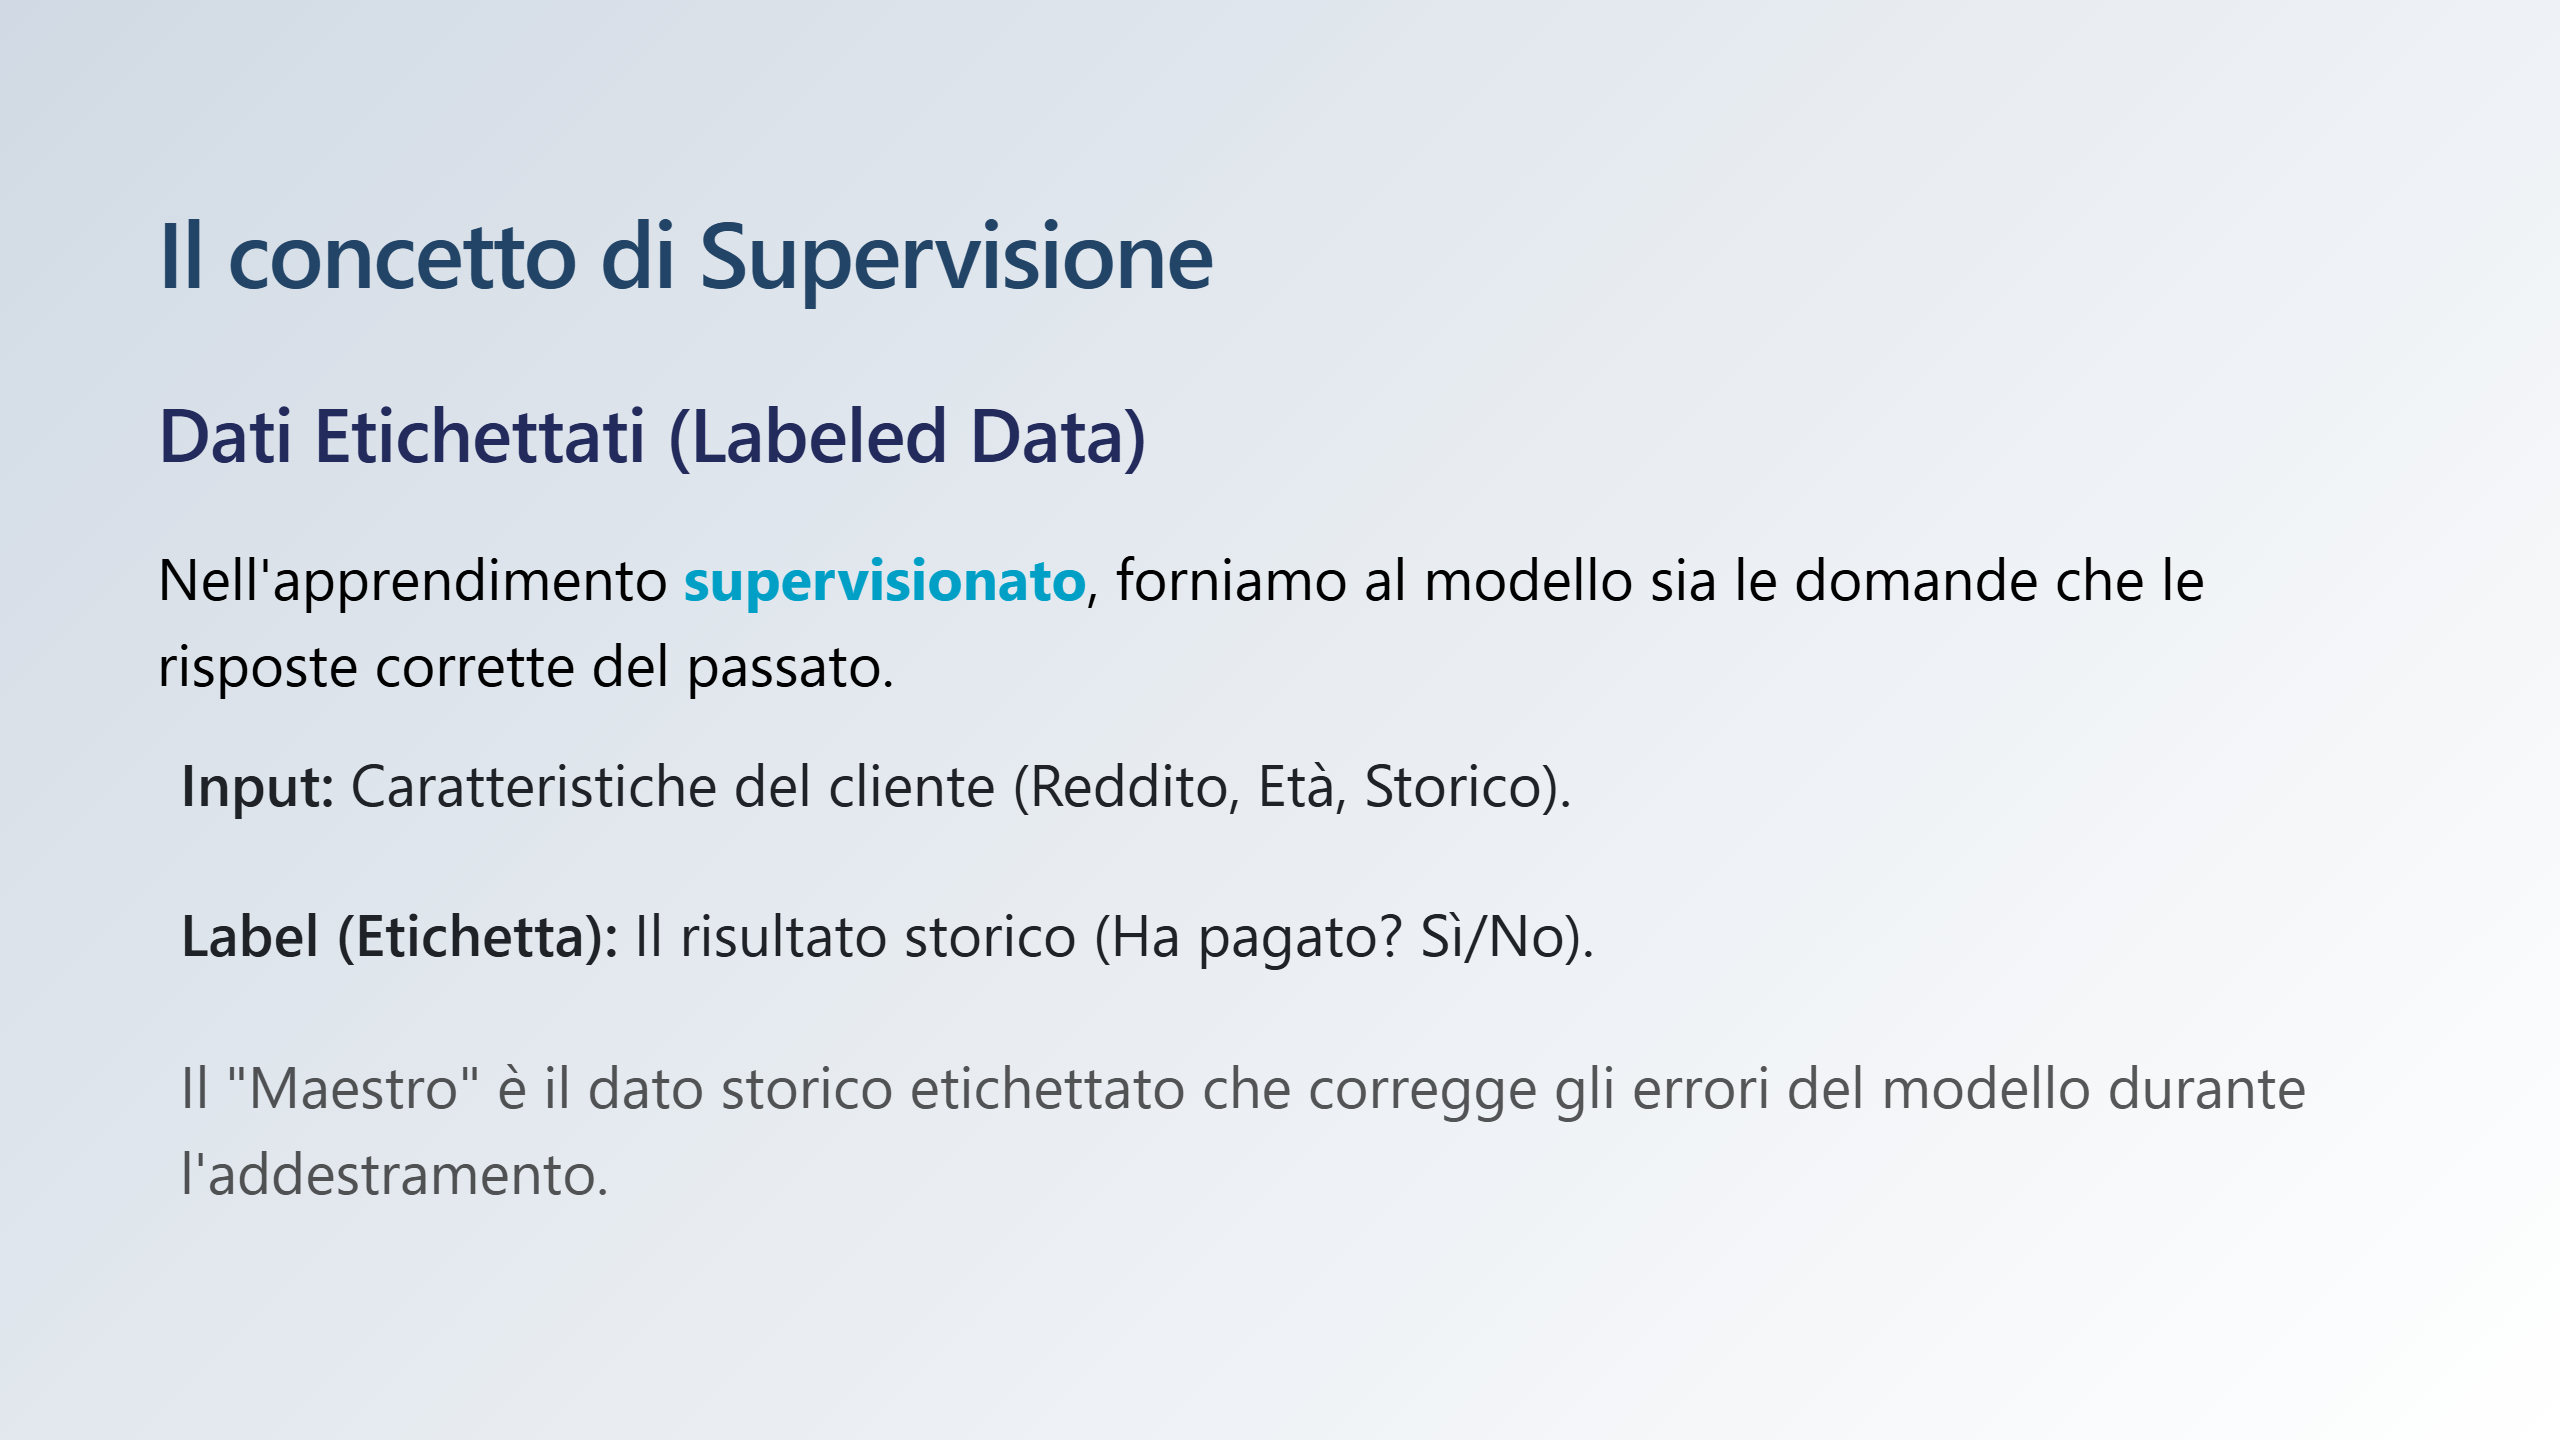 Il concetto di Supervisione
Dati Etichettati (Labeled Data)
Nell'apprendimento supervisionato, forniamo al modello sia le domande che le
risposte corrette del passato.
Input: Caratteristiche del cliente (Reddito, Età, Storico).
Label (Etichetta): Il risultato storico (Ha pagato? Sì/No).
Il "Maestro" è il dato storico etichettato che corregge gli errori del modello durante
l'addestramento.